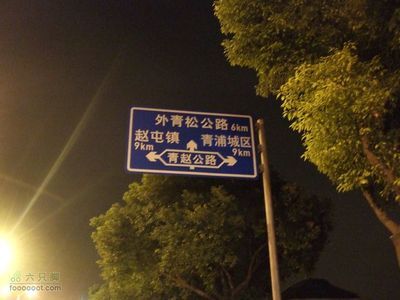 外青松公路 6km
赵屯镇 青浦城区
9km 9km
青赵公路
六只脚
foooooot.com